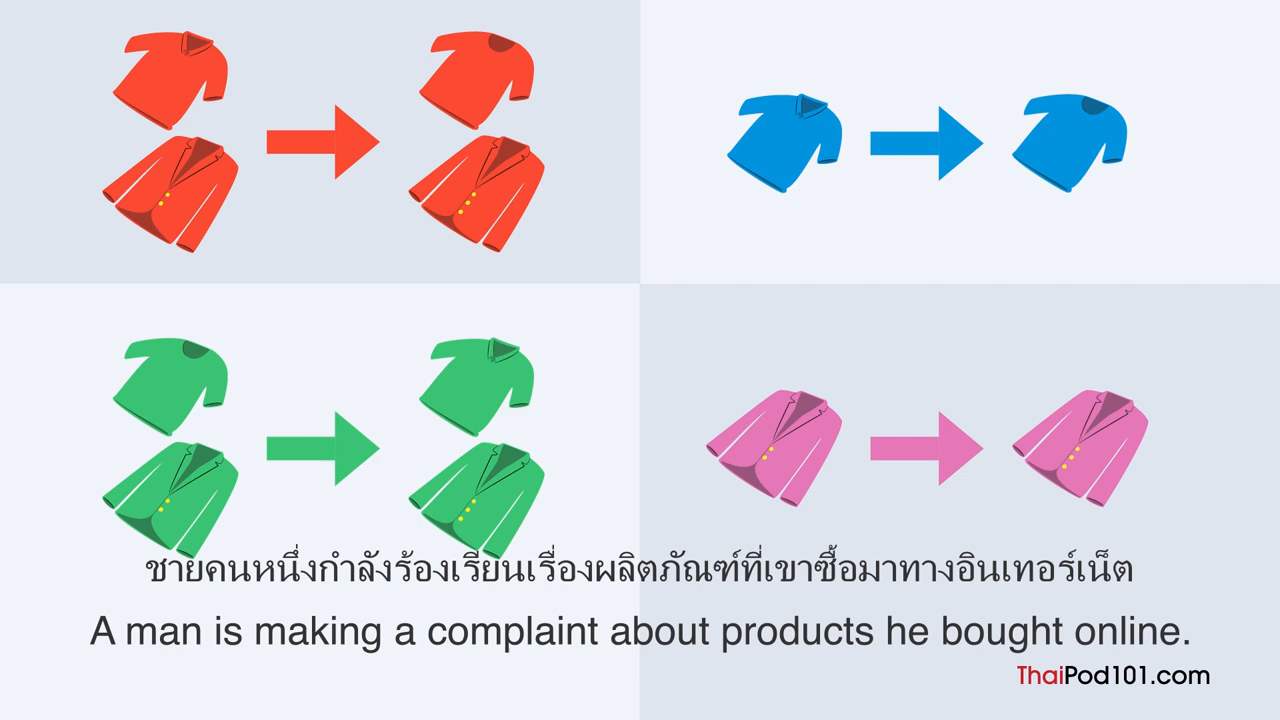 ชายคนหนึ่งกำลังร้องเรียนเรื่องผลิตภัณฑ์ที่เขาซื้อมาทางอินเทอร์เน็ต
A man is making a complaint about products he bought online.
ThaiPod101.com